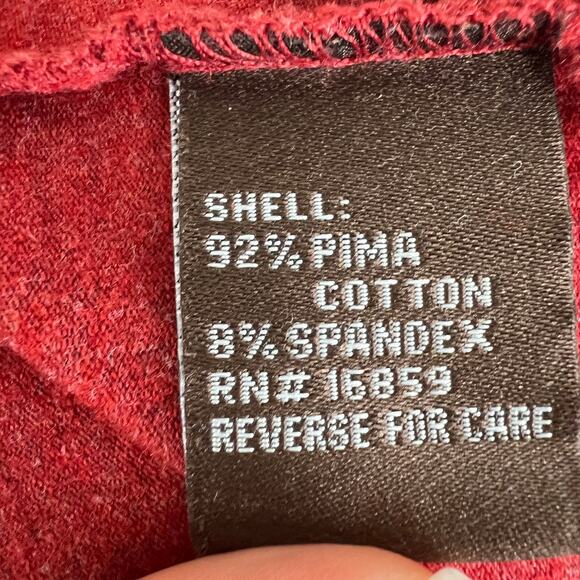 SHELL:
92% PIMA
COTTON
8% SPANDEX
RN# 16859
REVERSE FOR CARE